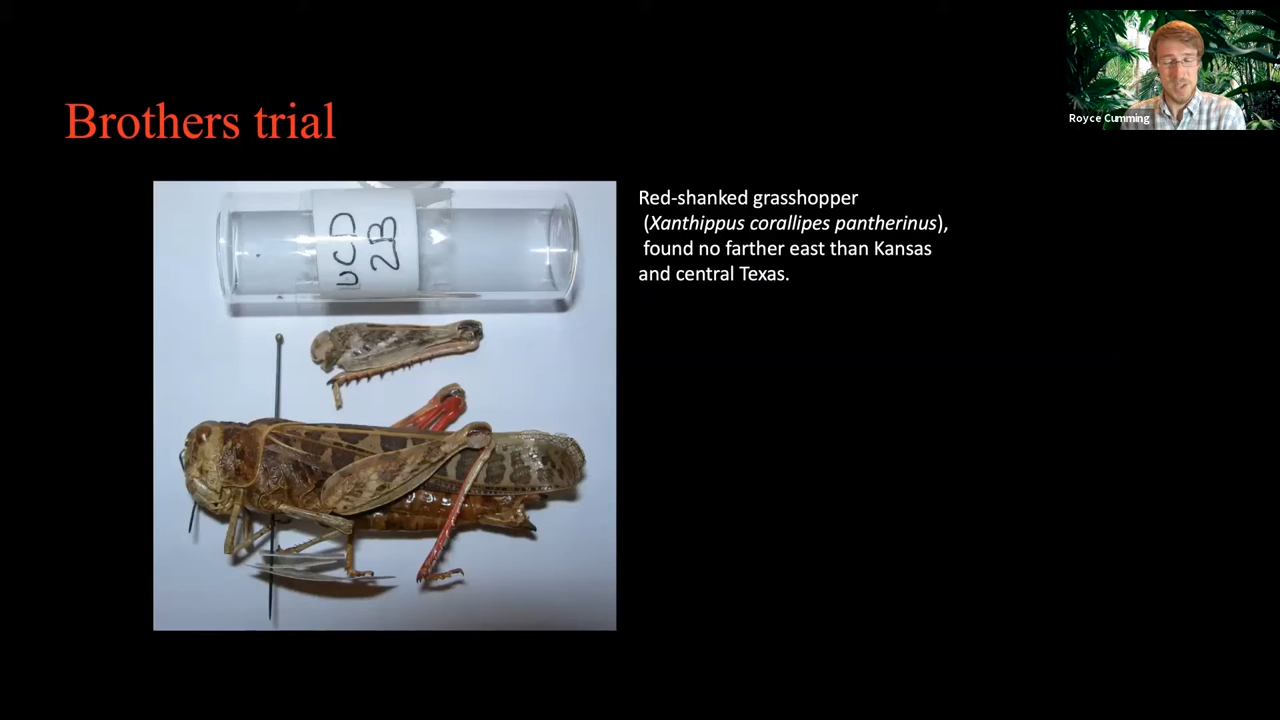 Royce Cumming
Brothers trial
UCD
2B
Red-shanked grasshopper
(Xanthippus corallipes pantherinus),
found no farther east than Kansas
and central Texas.